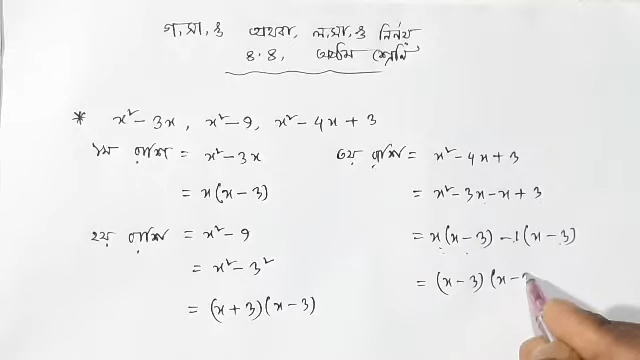 গ.সা.গু অথবা ল.সা.গু নির্ণয়
৪.৪, অষ্টম শ্রেণি
* x² - 3x, x² - 9, x² - 4x + 3
১ম রাশি = x² - 3x
= x(x - 3)
২য় রাশি = x² - 9
= x² - 3²
= (x + 3)(x - 3)
৩য় রাশি = x² - 4x + 3
= x² - 3x - x + 3
= x(x - 3) - 1(x - 3)
= (x - 3)(x -